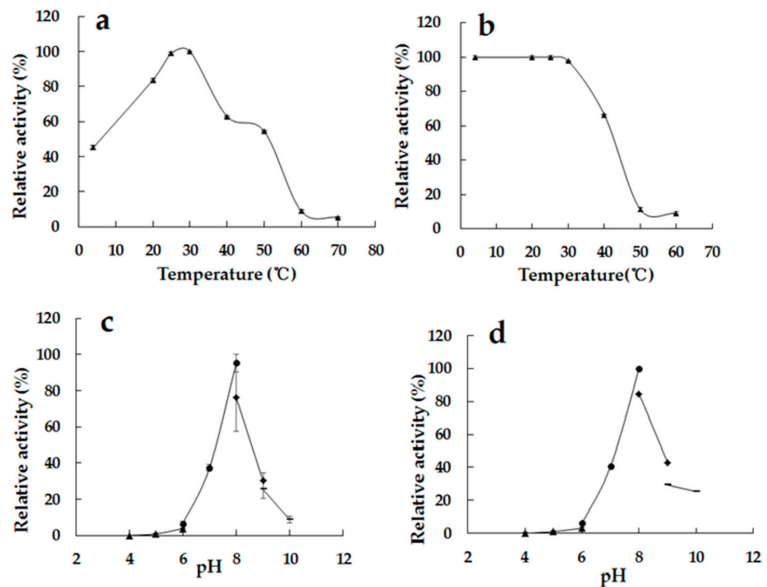 a
Relative activity (%)
120
100
80
60
40
20
0
0 10 20 30 40 50 60 70 80
Temperature (℃)
b
Relative activity (%)
120
100
80
60
40
20
0
0 10 20 30 40 50 60 70
Temperature(℃)
c
Relative activity (%)
120
100
80
60
40
20
0
2 4 6 8 10 12
pH
d
Relative activity (%)
120
100
80
60
40
20
0
2 4 6 8 10 12
pH